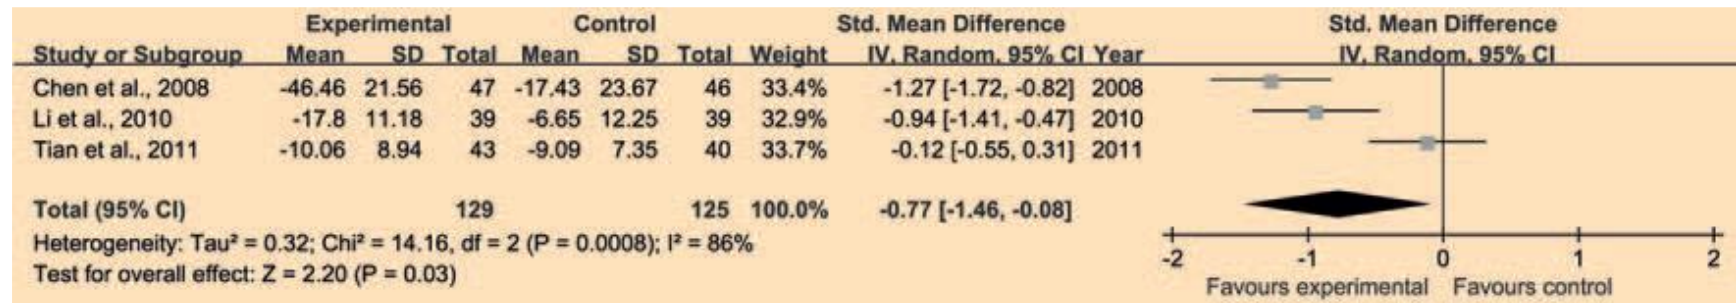 Experimental Control Std. Mean Difference Std. Mean Difference
Study or Subgroup Mean SD Total Mean SD Total Weight IV, Random, 95% CI Year IV, Random, 95% CI
Chen et al., 2008 -46.46 21.56 47 -17.43 23.67 46 33.4% -1.27 [-1.72, -0.82] 2008
Li et al., 2010 -17.8 11.18 39 -6.65 12.25 39 32.9% -0.94 [-1.41, -0.47] 2010
Tian et al., 2011 -10.06 8.94 43 -9.09 7.35 40 33.7% -0.12 [-0.55, 0.31] 2011
Total (95% CI) 129 125 100.0% -0.77 [-1.46, -0.08]
Heterogeneity: Tau² = 0.32; Chi² = 14.16, df = 2 (P = 0.0008); I² = 86%
Test for overall effect: Z = 2.20 (P = 0.03)
-2 -1 0 1 2
Favours experimental Favours control